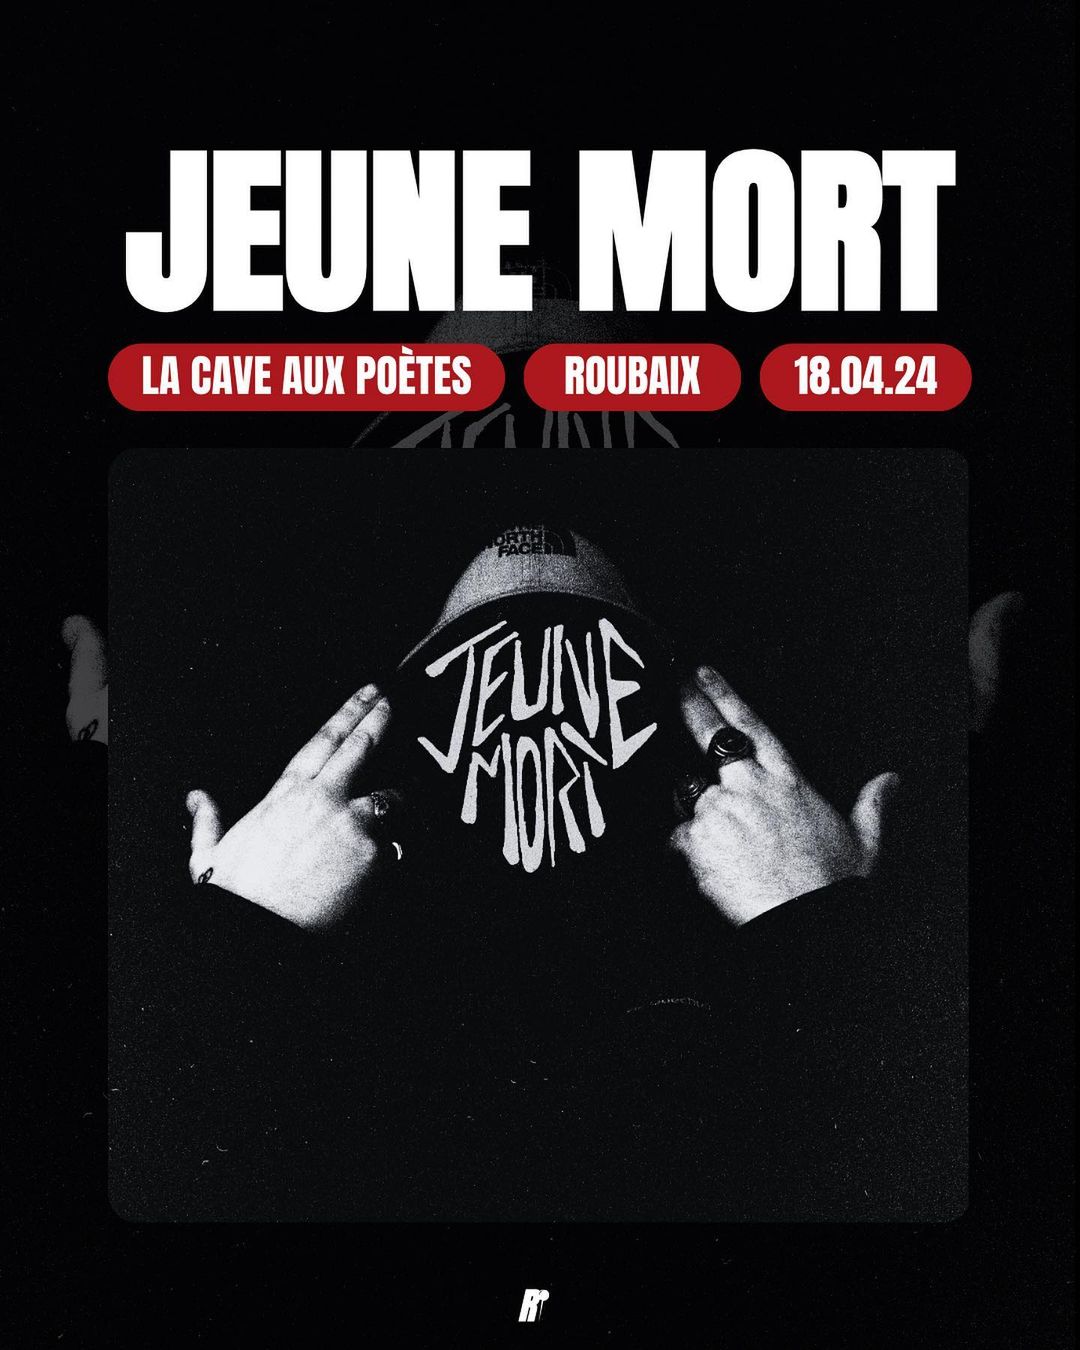 JEUNE MORT
LA CAVE AUX POÈTES
ROUBAIX
18.04.24
NORTH
FACE
JEUNE
MORT
R